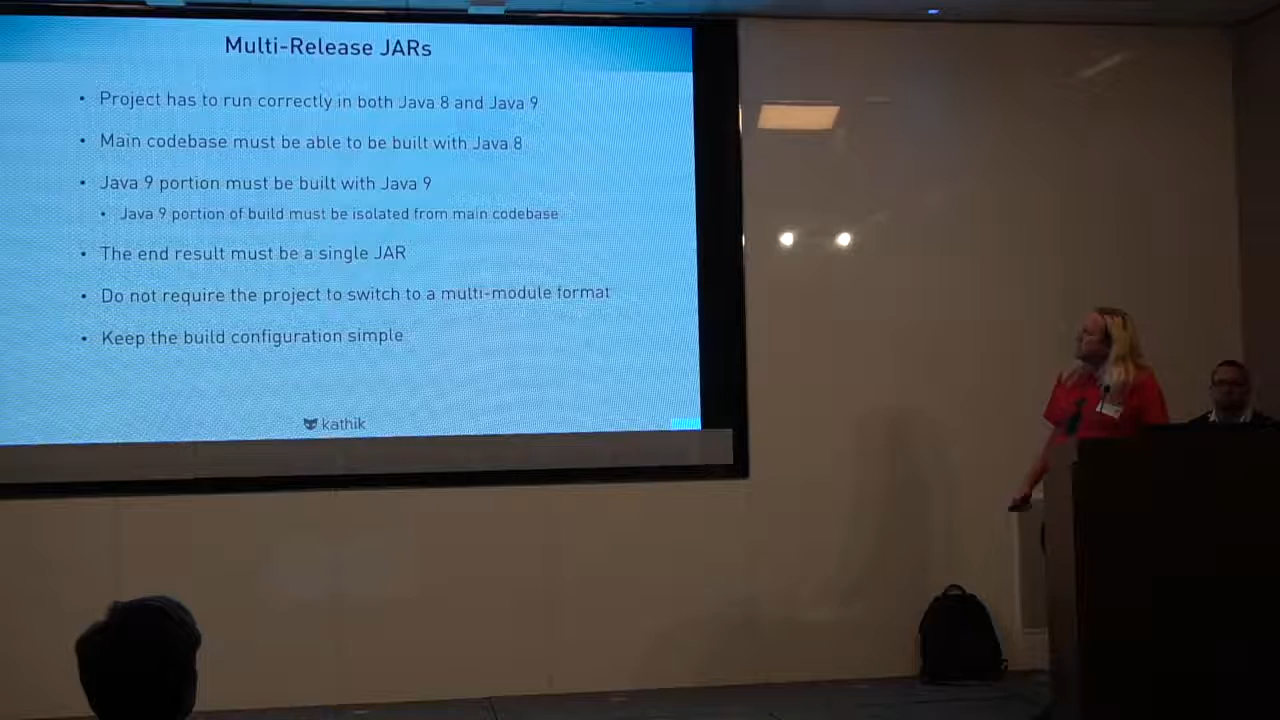 Multi-Release JARs
• Project has to run correctly in both Java 8 and Java 9
• Main codebase must be able to be built with Java 8
• Java 9 portion must be built with Java 9
• Java 9 portion of build must be isolated from main codebase
• The end result must be a single JAR
• Do not require the project to switch to a multi-module format
• Keep the build configuration simple
kathik